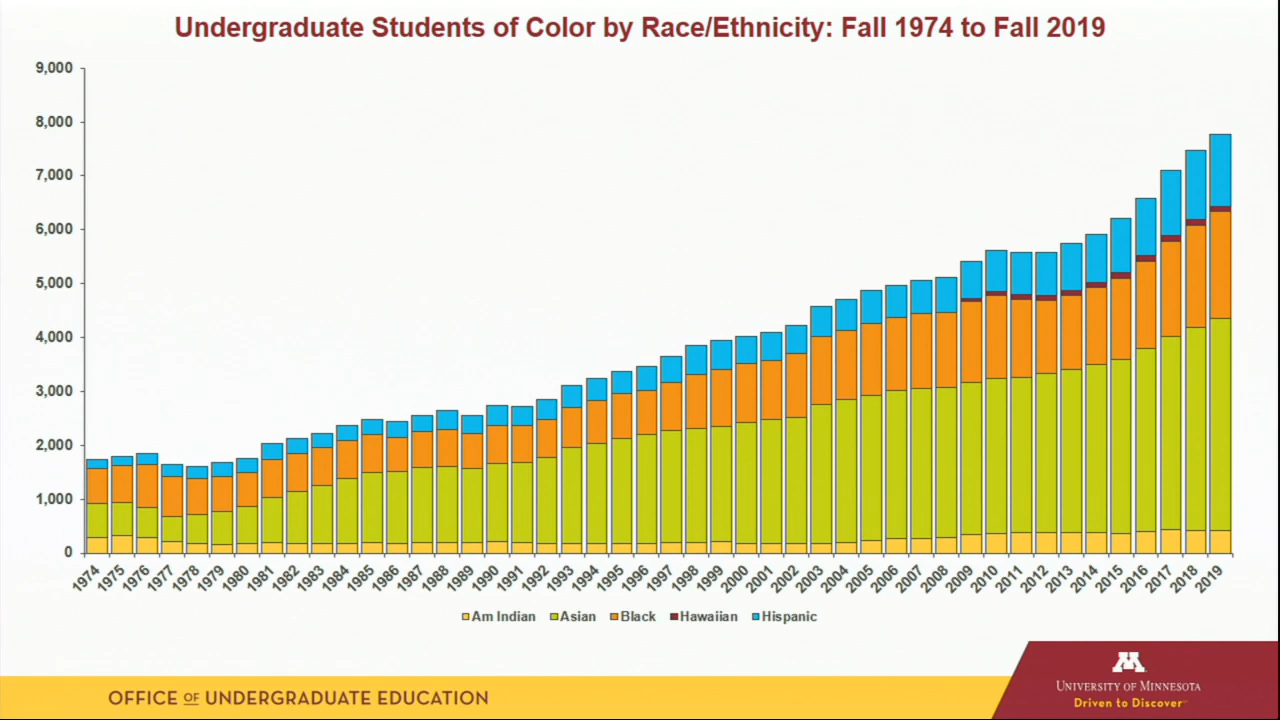 Undergraduate Students of Color by Race/Ethnicity: Fall 1974 to Fall 2019
9,000
8,000
7,000
6,000
5,000
4,000
3,000
2,000
1,000
0
1974 1975 1976 1977 1978 1979 1980 1981 1982 1983 1984 1985 1986 1987 1988 1989 1990 1991 1992 1993 1994 1995 1996 1997 1998 1999 2000 2001 2002 2003 2004 2005 2006 2007 2008 2009 2010 2011 2012 2013 2014 2015 2016 2017 2018 2019
Am Indian Asian Black Hawaiian Hispanic
OFFICE OF UNDERGRADUATE EDUCATION
M
UNIVERSITY OF MINNESOTA
Driven to Discover